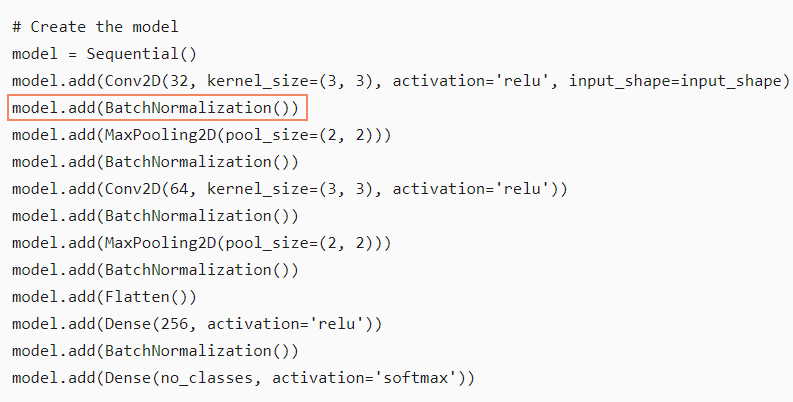 # Create the model
model = Sequential()
model.add(Conv2D(32, kernel_size=(3, 3), activation='relu', input_shape=input_shape)
model.add(BatchNormalization())
model.add(MaxPooling2D(pool_size=(2, 2)))
model.add(BatchNormalization())
model.add(Conv2D(64, kernel_size=(3, 3), activation='relu'))
model.add(BatchNormalization())
model.add(MaxPooling2D(pool_size=(2, 2)))
model.add(BatchNormalization())
model.add(Flatten())
model.add(Dense(256, activation='relu'))
model.add(BatchNormalization())
model.add(Dense(no_classes, activation='softmax'))